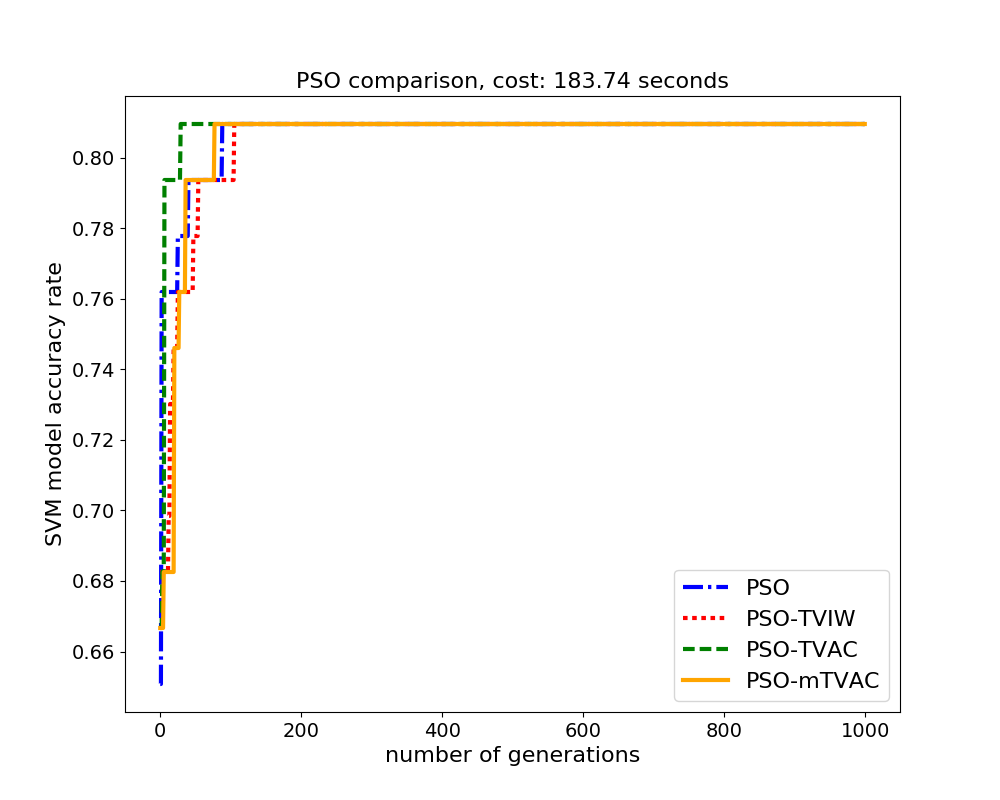 PSO comparison, cost: 183.74 seconds
SVM model accuracy rate
0.80
0.78
0.76
0.74
0.72
0.70
0.68
0.66
PSO
PSO-TVIW
PSO-TVAC
PSO-mTVAC
0 200 400 600 800 1000
number of generations